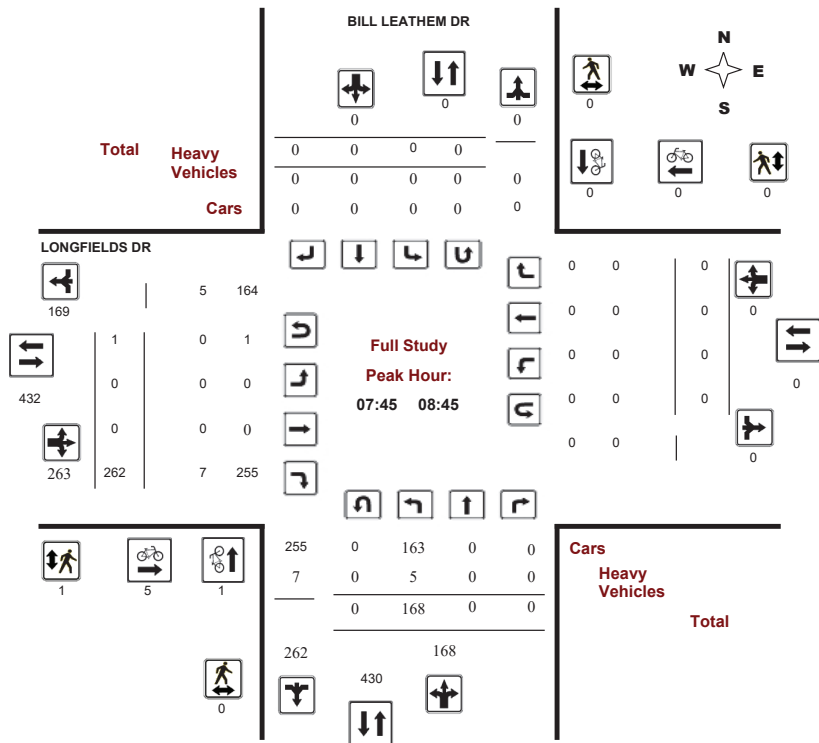 BILL LEATHEM DR
N
W E
S
0
0
0
0 0
Total Heavy Vehicles
0 0 0 0
0 0 0 0 0
Cars 0 0 0 0 0
0 0 0
LONGFIELDS DR
169
5 164
1 0 1
432
0 0 0
0 0 0
263 262 7 255
Full Study
Peak Hour:
07:45 08:45
0 0 0
0 0 0 0
0 0 0 0
0 0 0
0 0 0
1 5 1
0
255 0 163 0 0
7 0 5 0 0
0 168 0 0
262 168
430
Cars
Heavy
Vehicles
Total